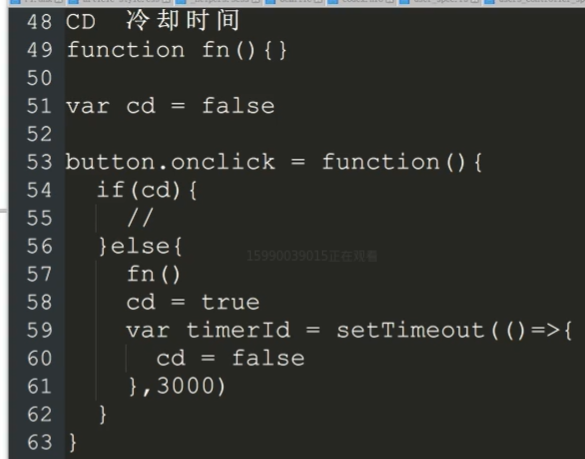 48 CD  冷却时间
49 function fn(){}
50
51 var cd = false
52
53 button.onclick = function(){
54   if(cd){
55     //
56   }else{
15990039015正在观看
57     fn()
58     cd = true
59     var timerId = setTimeout(()=>{
60       cd = false
61     },3000)
62   }
63 }